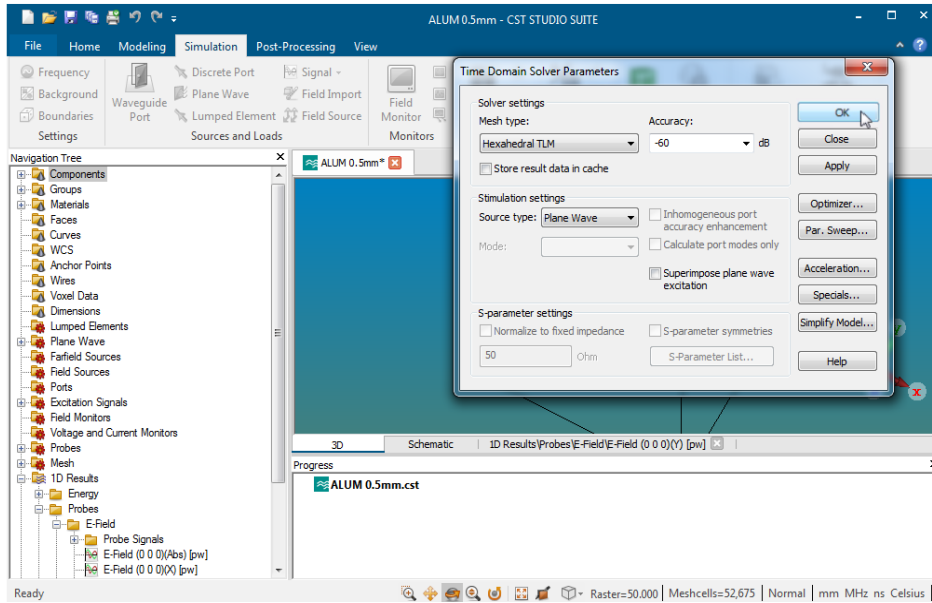 ALUM 0.5mm - CST STUDIO SUITE
File Home Modeling Simulation Post-Processing View
Frequency
Background
Boundaries
Settings
Waveguide
Port
Discrete Port
Plane Wave
Lumped Element
Signal
Field Import
Field Source
Sources and Loads
Field
Monitor
Monitors
Time Domain Solver Parameters
Solver settings
Mesh type:
Accuracy:
Hexahedral TLM
-60
dB
Store result data in cache
Stimulation settings
Source type: Plane Wave
Mode:
Inhomogeneous port
accuracy enhancement
Calculate port modes only
Superimpose plane wave
excitation
S-parameter settings
Normalize to fixed impedance
S-parameter symmetries
50
Ohm
S-Parameter List...
OK
Close
Apply
Optimizer...
Par. Sweep...
Acceleration...
Specials...
Simplify Model...
Help
Navigation Tree
Components
Groups
Materials
Faces
Curves
WCS
Anchor Points
Wires
Voxel Data
Dimensions
Lumped Elements
Plane Wave
Farfield Sources
Field Sources
Ports
Excitation Signals
Field Monitors
Voltage and Current Monitors
Probes
Mesh
1D Results
Energy
Probes
E-Field
Probe Signals
E-Field (0 0 0)(Abs) [pw]
E-Field (0 0 0)(X) [pw]
ALUM 0.5mm*
y
x
3D Schematic 1D Results\Probes\E-Field\E-Field (0 0 0)(Y) [pw]
Progress
ALUM 0.5mm.cst
Ready
Raster=50.000 Meshcells=52,675 Normal mm MHz ns Celsius